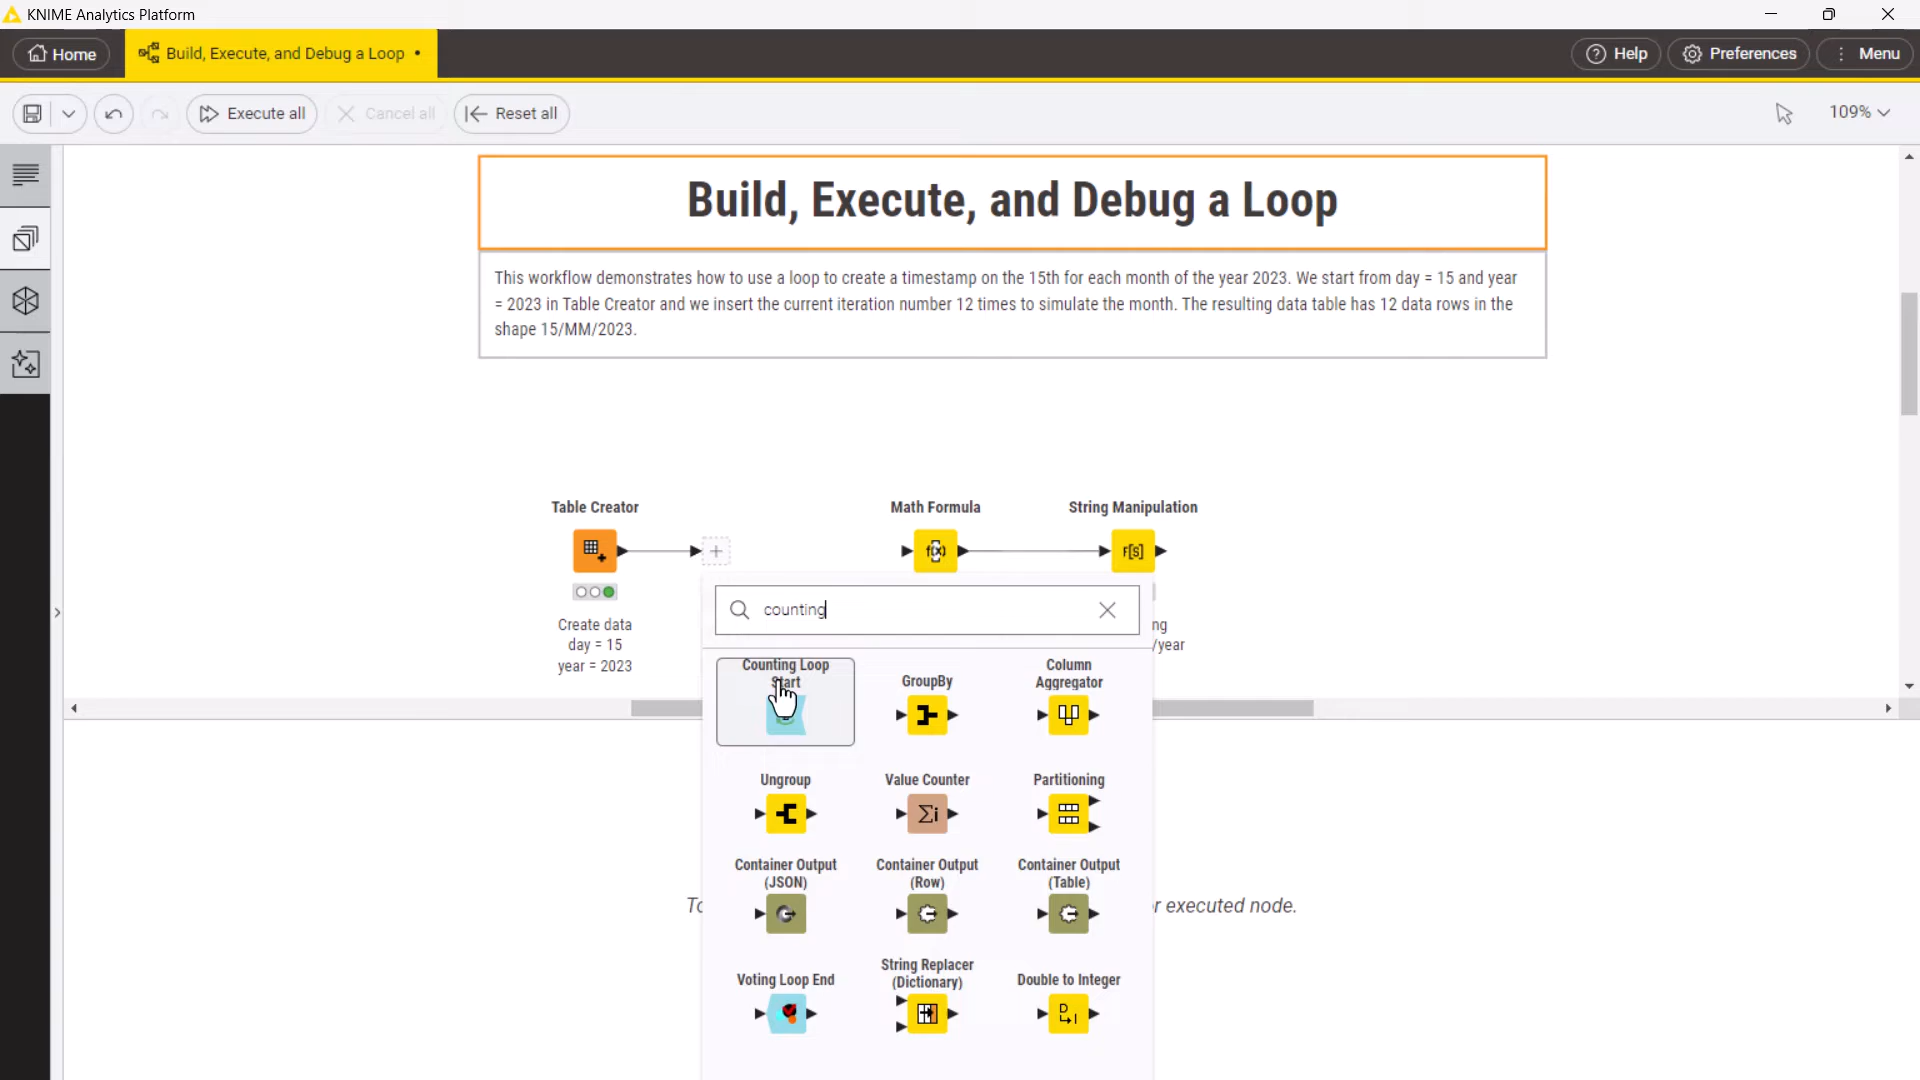 KNIME Analytics Platform
Home
Build, Execute, and Debug a Loop •
Help
Preferences
Menu
Execute all
Cancel all
Reset all
109%
Build, Execute, and Debug a Loop
This workflow demonstrates how to use a loop to create a timestamp on the 15th for each month of the year 2023. We start from day = 15 and year
= 2023 in Table Creator and we insert the current iteration number 12 times to simulate the month. The resulting data table has 12 data rows in the
shape 15/MM/2023.
Table Creator
Math Formula
String Manipulation
f(x)
F[S]
Create data
day = 15
year = 2023
counting
ng
/year
Counting Loop
Start
GroupBy
Column
Aggregator
Ungroup
Value Counter
Partitioning
Σi
Container Output
(JSON)
Container Output
(Row)
Container Output
(Table)
To
r executed node.
Voting Loop End
String Replacer
(Dictionary)
Double to Integer
D
I